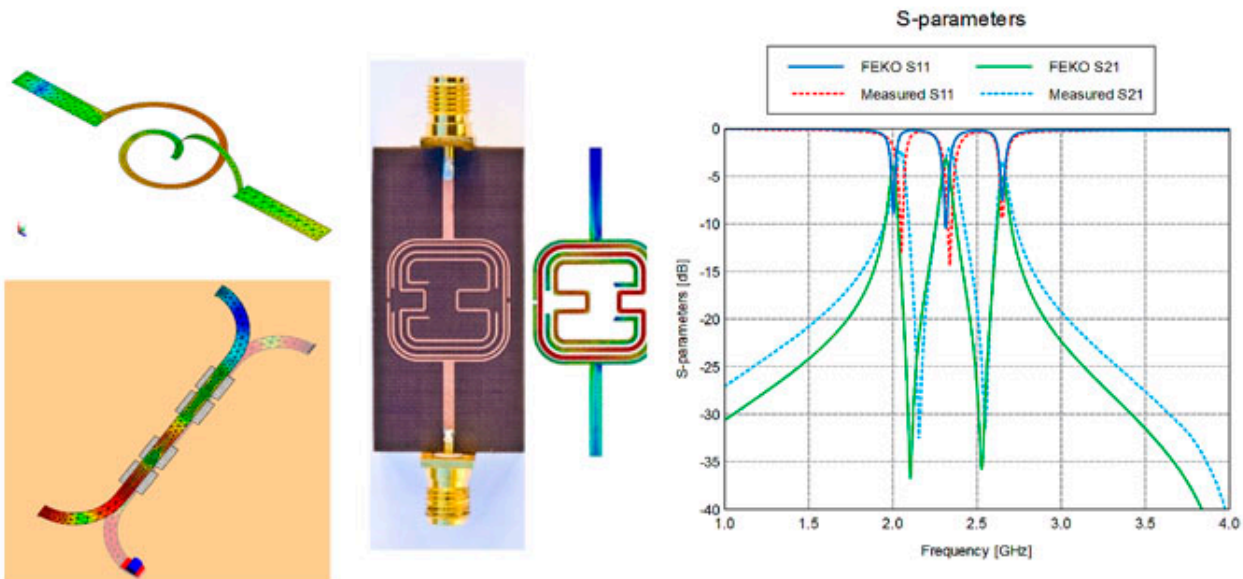 S-parameters
FEKO S11
FEKO S21
Measured S11
Measured S21
S-parameters [dB]
0
-5
-10
-15
-20
-25
-30
-35
-40
1.0 1.5 2.0 2.5 3.0 3.5 4.0
Frequency [GHz]